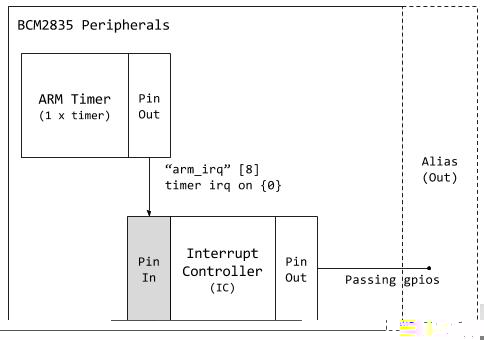 BCM2835 Peripherals
ARM Timer
(1 x timer)
Pin
Out
“arm_irq” [8]
timer irq on {0}
Alias
(Out)
Pin
In
Interrupt
Controller
(IC)
Pin
Out
Passing gpios